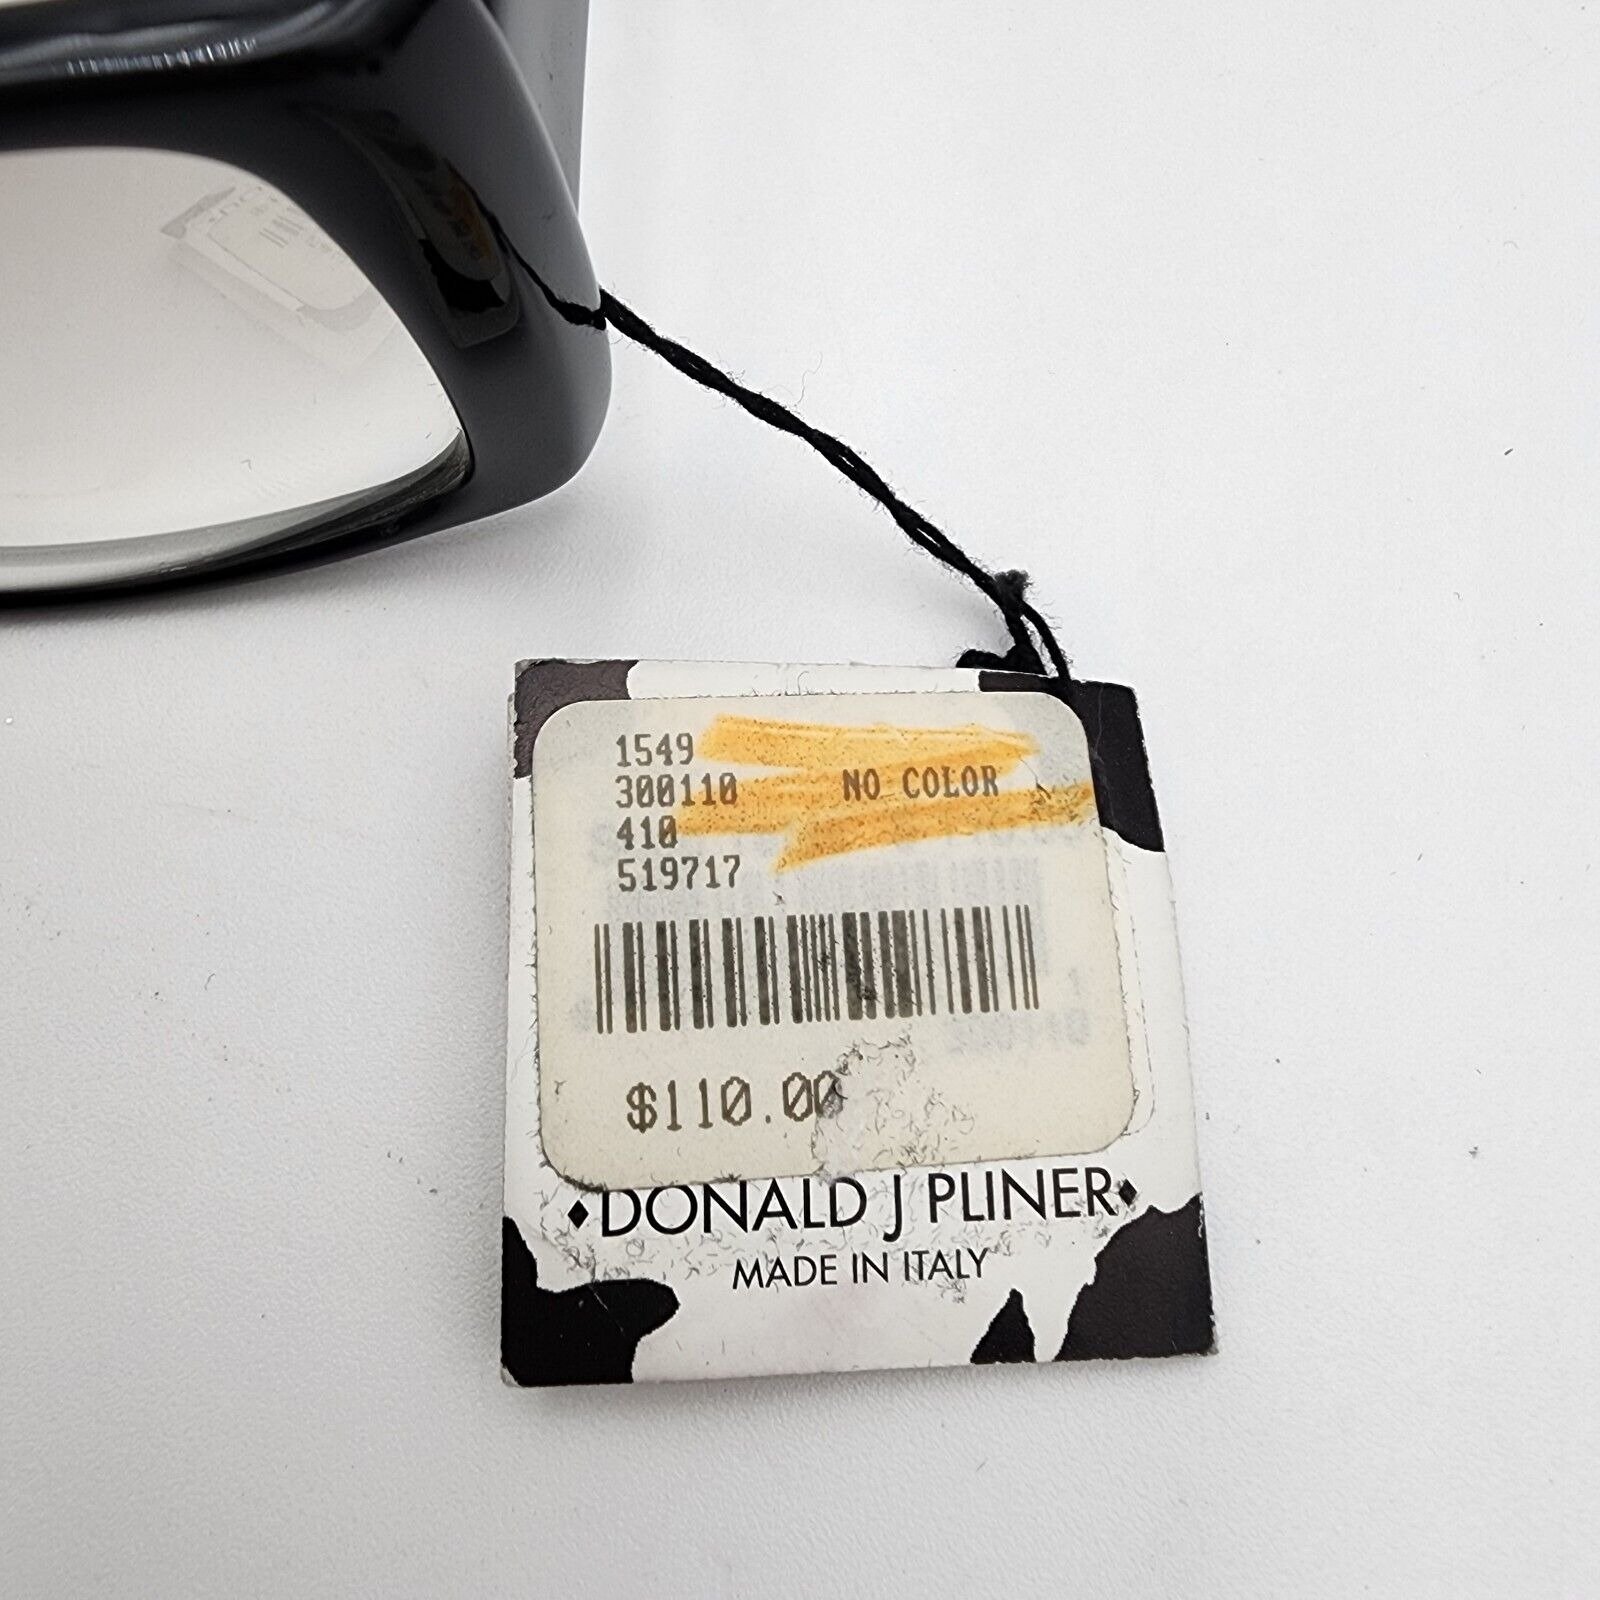 1549
300110 NO COLOR
410
519717
$110.00
♦DONALD J PLINER♦
MADE IN ITALY